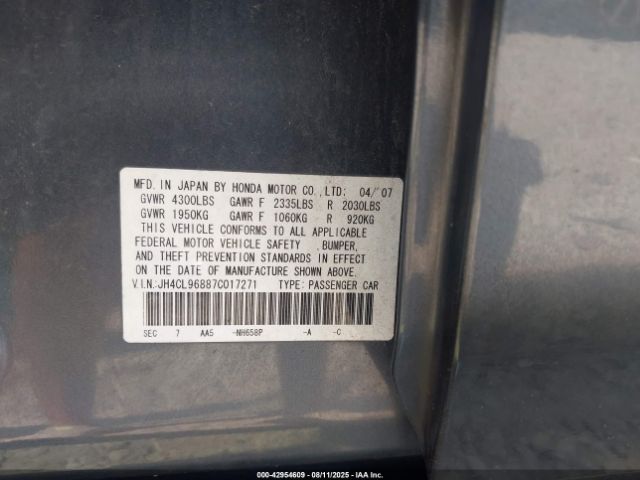 MFD. IN JAPAN BY HONDA MOTOR CO.,LTD: 04/'07
GVWR 4300LBS GAWR F 2335LBS R 2030LBS
GVWR 1950KG GAWR F 1060KG R 920KG
THIS VEHICLE CONFORMS TO ALL APPLICABLE
FEDERAL MOTOR VEHICLE SAFETY ,BUMPER,
AND THEFT PREVENTION STANDARDS IN EFFECT
ON THE DATE OF MANUFACTURE SHOWN ABOVE.
V.I.N.:JH4CL96887C017271 TYPE: PASSENGER CAR
SEC 7 AA5 -NH658P -A -C
000-42954609 - 08/11/2025 - IAA Inc.